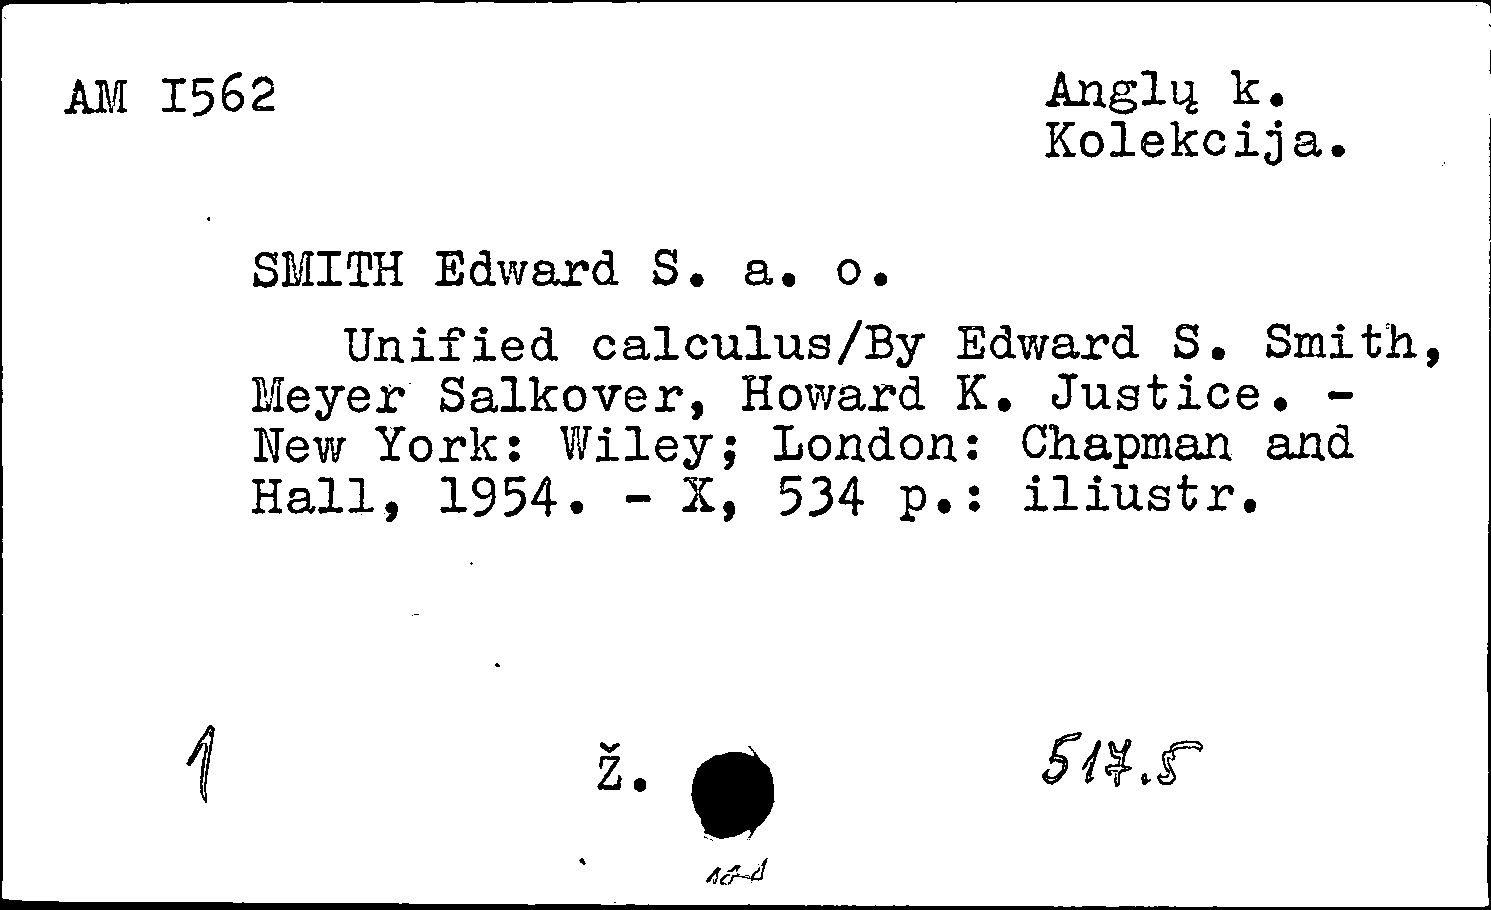 AM I562
Anglų k.
Kolekcija.
SMITH Edward S. a. o.
Unified calculus/By Edward S. Smith,
Meyer Salkover, Howard K. Justice. -
New York: Wiley; London: Chapman and
Hall, 1954. - X, 534 p.: iliustr.
1
ž.
517.5